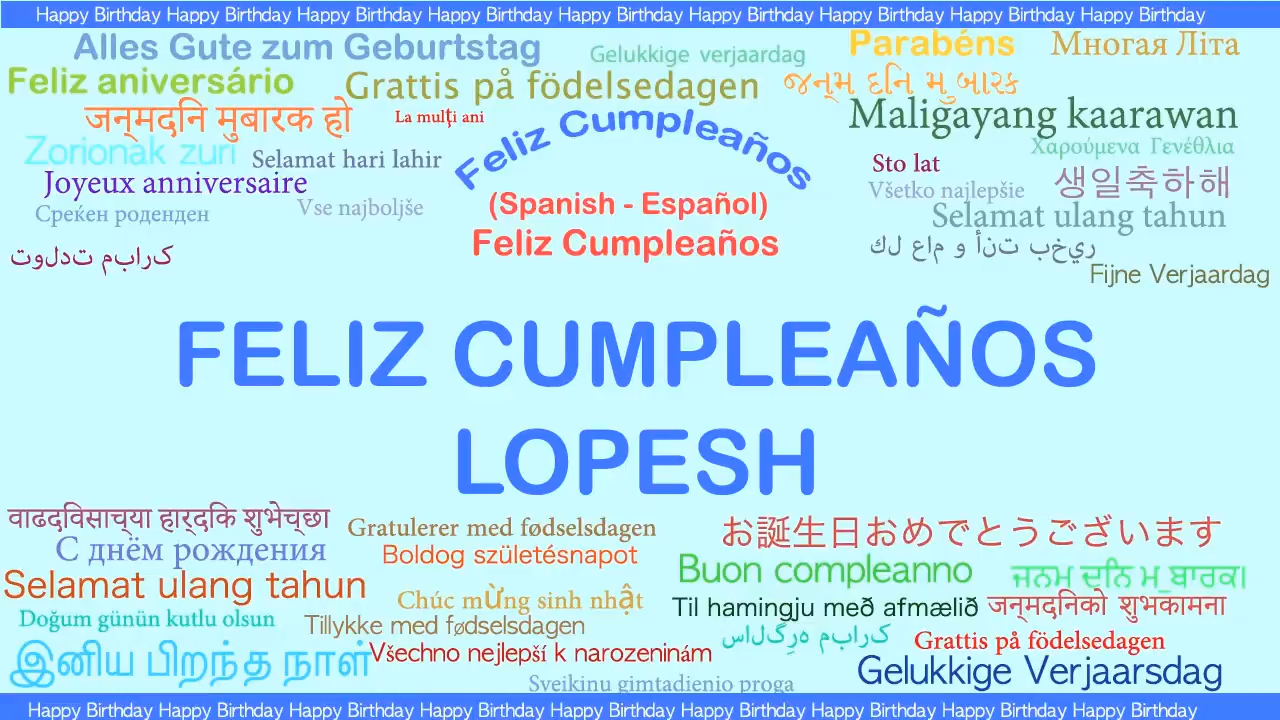 Happy Birthday Happy Birthday Happy Birthday Happy Birthday Happy Birthday Happy Birthday Happy Birthday Happy Birthday Happy Birthday
Alles Gute zum Geburtstag
Gelukkige verjaardag
Parabéns
Многая Літа
Feliz aniversário
Grattis på födelsedagen
જન્મ દિન મુબારક
जन्मदिन मुबारक हो
La mulţi ani
Feliz Cumpleaños
Maligayang kaarawan
Zorionak zuri
Selamat hari lahir
Χαρούμενα Γενέθλια
Joyeux anniversaire
(Spanish - Español)
Sto lat
Všetko najlepšie
생일축하해
Среќен роденден
Vse najboljše
Feliz Cumpleaños
Selamat ulang tahun
تولدت مبارک
كل عام و أنت بخير
Fijne Verjaardag
FELIZ CUMPLEAÑOS
LOPESH
वाढदिवसाच्या हार्दिक शुभेच्छा
Gratulerer med fødselsdagen
お誕生日おめでとうございます
С днём рождения
Boldog születésnapot
Buon compleanno
ਜਨਮ ਦਿਨ ਮੁਬਾਰਕ।
Selamat ulang tahun
Chúc mừng sinh nhật
Til hamingju með afmælið
जन्मदिनको शुभकामना
Doğum günün kutlu olsun
Tillykke med fødselsdagen
سالگرہ مبارک
Grattis på födelsedagen
இனிய பிறந்த நாள்
Všechno nejlepší k narozeninám
Gelukkige Verjaarsdag
Sveikinu gimtadienio proga
Happy Birthday Happy Birthday Happy Birthday Happy Birthday Happy Birthday Happy Birthday Happy Birthday Happy Birthday Happy Birthday